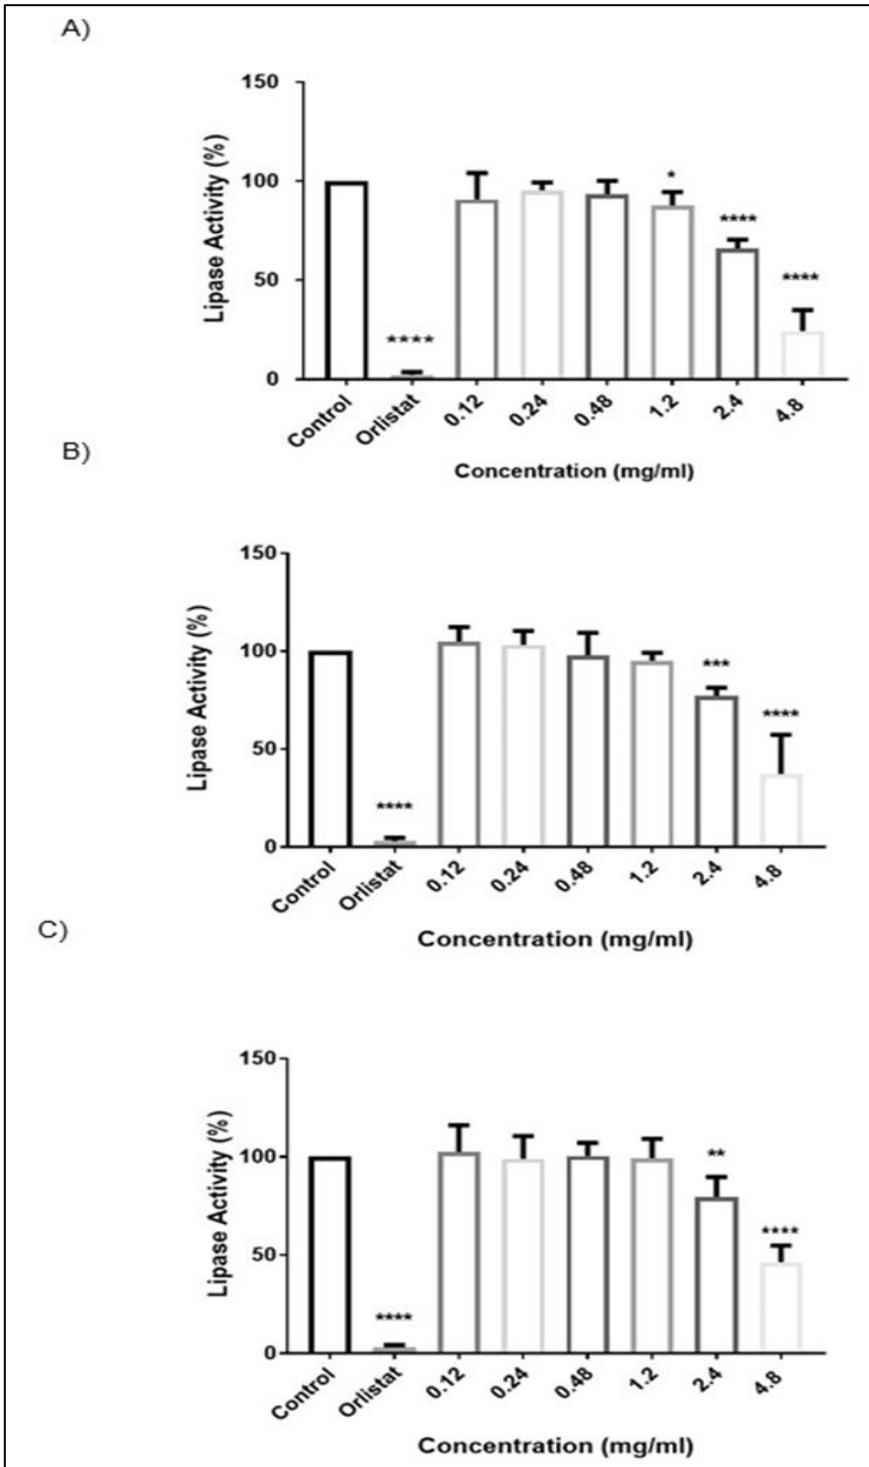 A)
150
100
50
0
Lipase Activity (%)
*
****
****
****
Control
Orlistat
0.12
0.24
0.48
1.2
2.4
4.8
Concentration (mg/ml)
B)
150
100
50
0
Lipase Activity (%)
***
****
****
Control
Orlistat
0.12
0.24
0.48
1.2
2.4
4.8
Concentration (mg/ml)
C)
150
100
50
0
Lipase Activity (%)
**
****
****
Control
Orlistat
0.12
0.24
0.48
1.2
2.4
4.8
Concentration (mg/ml)